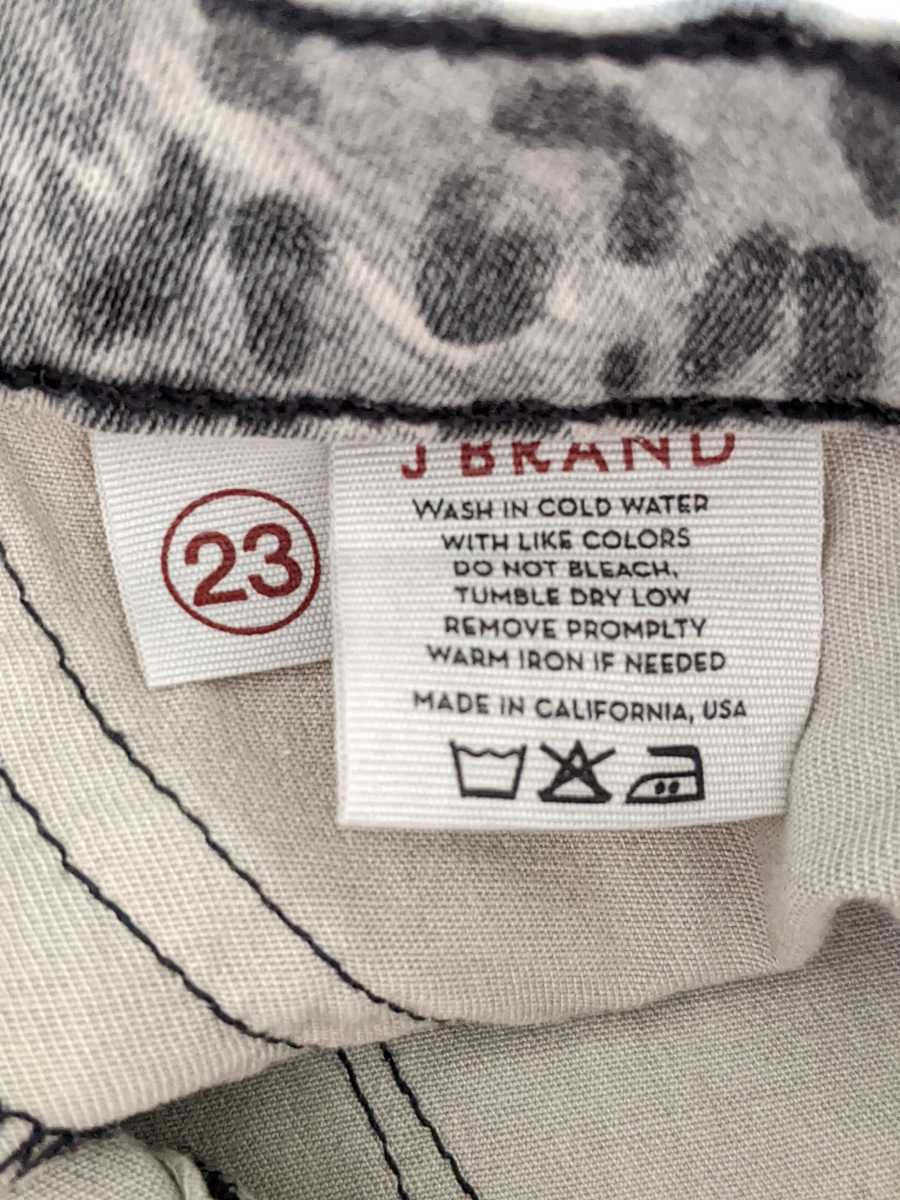 23
J BRAND
WASH IN COLD WATER
WITH LIKE COLORS
DO NOT BLEACH,
TUMBLE DRY LOW
REMOVE PROMPLTY
WARM IRON IF NEEDED
MADE IN CALIFORNIA, USA